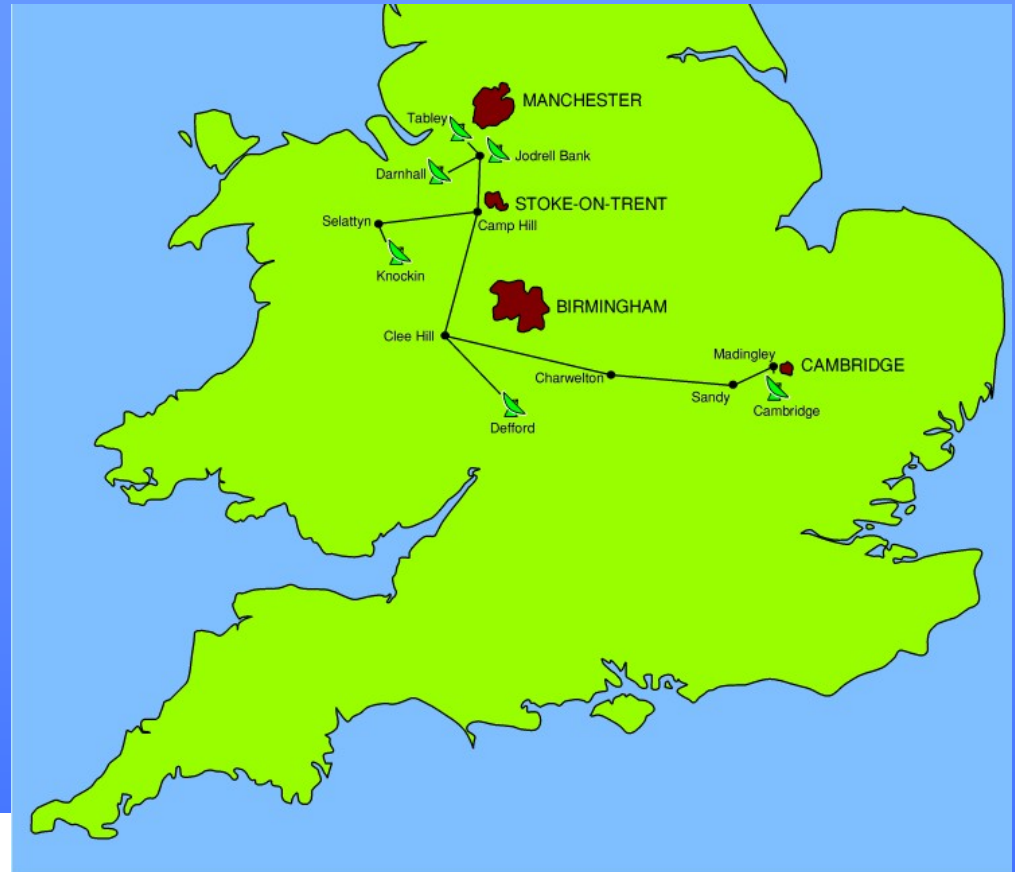 MANCHESTER
Tabley
Jodrell Bank
Darnhall
STOKE-ON-TRENT
Selattyn
Camp Hill
Knockin
BIRMINGHAM
Clee Hill
Madingley
CAMBRIDGE
Charwelton
Sandy
Cambridge
Defford